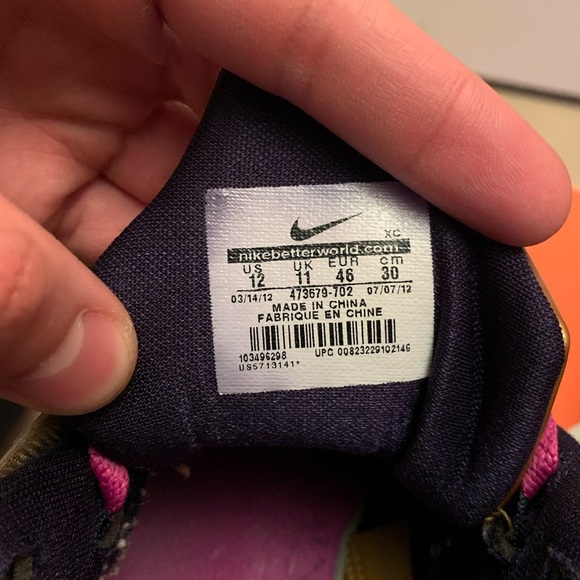 XC
nikebetterworld.com
US UK EUR cm
12 11 46 30
03/14/12 473679-702 07/07/12
MADE IN CHINA
FABRIQUE EN CHINE
103496298 UPC 00823229102146
US5713141*